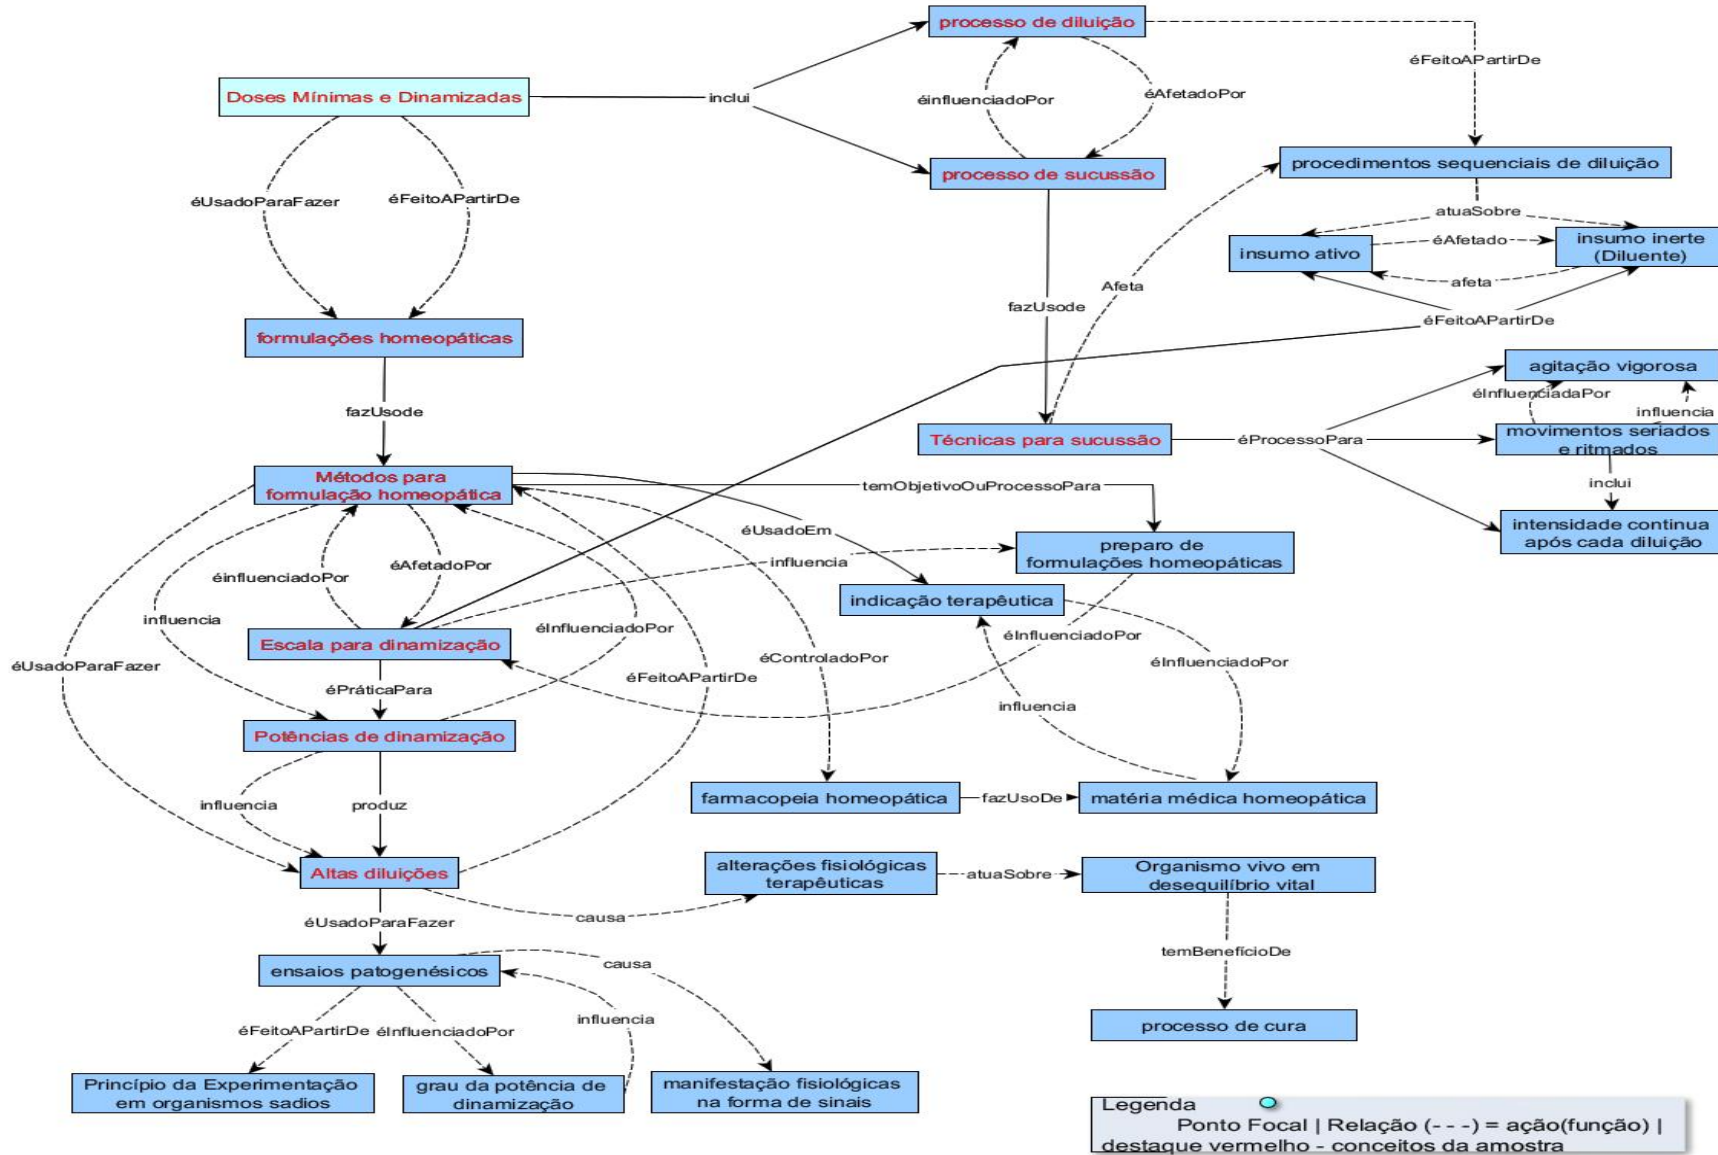 processo de diluição
éFeitoAPartirDe
Doses Mínimas e Dinamizadas
inclui
éinfluenciadoPor
éAfetadoPor
procedimentos sequenciais de diluição
processo de sucussão
éUsadoParaFazer
éFeitoAPartirDe
atuaSobre
insumo ativo
éAfetado
insumo inerte
(Diluente)
afeta
Afeta
fazUsode
éFeitoAPartirDe
formulações homeopáticas
agitação vigorosa
éInfluenciadaPor
influencia
fazUsode
Técnicas para sucussão
éProcessoPara
movimentos seriados
e ritmados
inclui
Métodos para
formulação homeopática
temObjetivoOuProcessoPara
éUsadoEm
intensidade continua
após cada diluição
preparo de
formulações homeopáticas
influencia
éinfluenciadoPor
éAfetadoPor
indicação terapêutica
influencia
Escala para dinamização
éInfluenciadoPor
éInfluenciadoPor
éControladoPor
éInfluenciadoPor
éUsadoParaFazer
éFeitoAPartirDe
éPráticaPara
influencia
Potências de dinamização
influencia
produz
farmacopeia homeopática
fazUsoDe
matéria médica homeopática
Altas diluições
alterações fisiológicas
terapêuticas
atuaSobre
Organismo vivo em
desequilíbrio vital
causa
éUsadoParaFazer
temBenefícioDe
ensaios patogenésicos
causa
influencia
éFeitoAPartirDe
éInfluenciadoPor
processo de cura
Princípio da Experimentação
em organismos sadios
grau da potência de
dinamização
manifestação fisiológicas
na forma de sinais
Legenda
Ponto Focal | Relação (- - -) = ação(função) |
destaque vermelho - conceitos da amostra